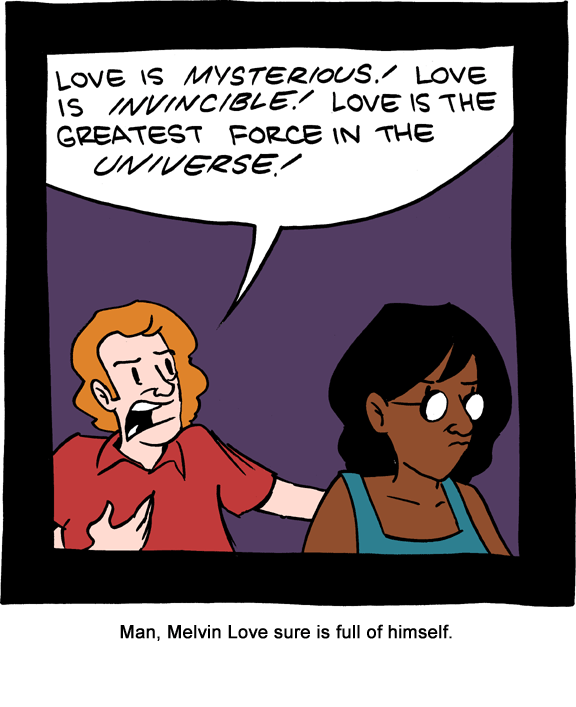 LOVE IS MYSTERIOUS! LOVE
IS INVINCIBLE! LOVE IS THE
GREATEST FORCE IN THE
UNIVERSE!
Man, Melvin Love sure is full of himself.